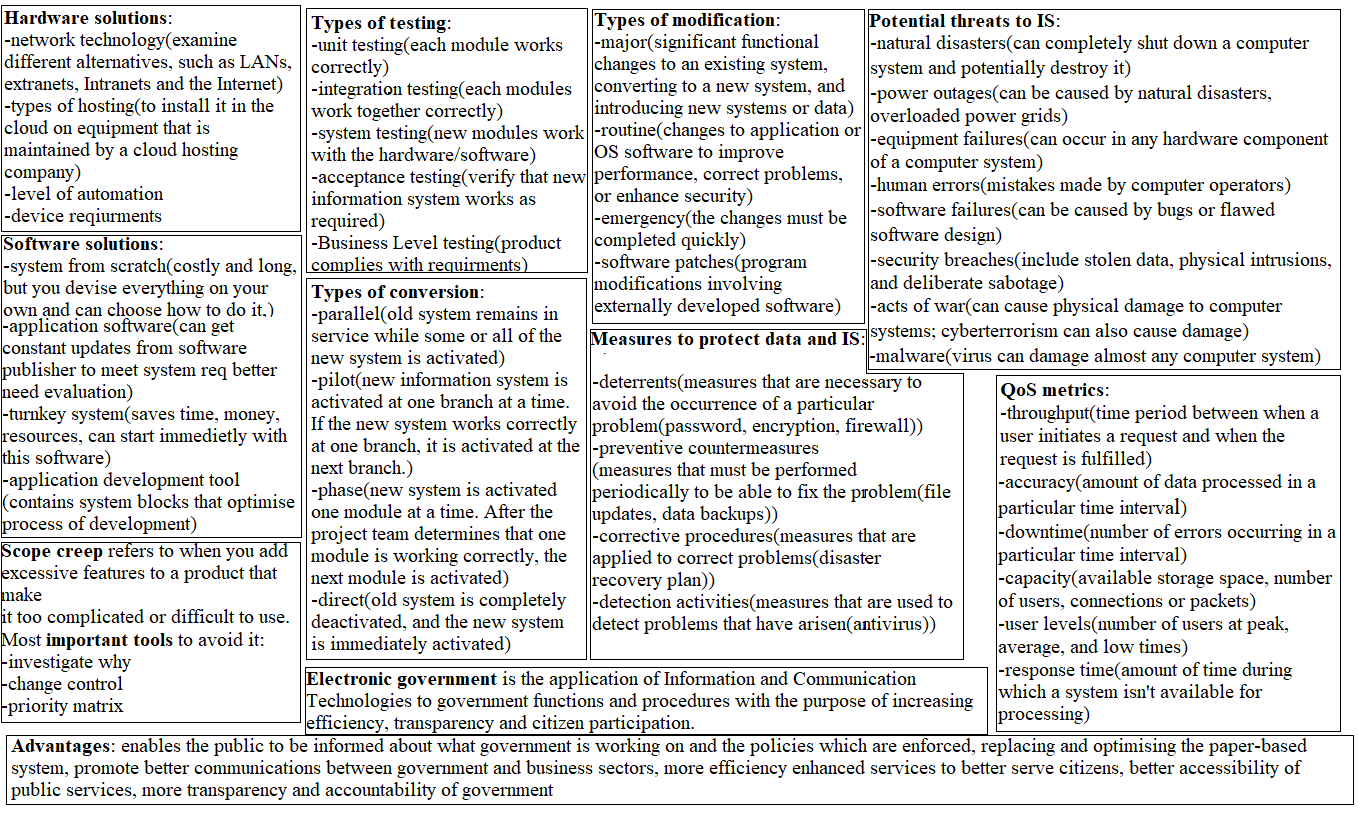 Hardware solutions:
-network technology(examine
different alternatives, such as LANs,
extranets, Intranets and the Internet)
-types of hosting(to install it in the
cloud on equipment that is
maintained by a cloud hosting
company)
-level of automation
-device reqiurments
Software solutions:
-system from scratch(costly and long,
but you devise everything on your
own and can choose how to do it,)
-application software(can get
constant updates from software
publisher to meet system req better
need evaluation)
-turnkey system(saves time, money,
resources, can start immedietly with
this software)
-application development tool
(contains system blocks that optimise
process of development)
Scope creep refers to when you add
excessive features to a product that
make
it too complicated or difficult to use.
Most important tools to avoid it:
-investigate why
-change control
-priority matrix
Types of testing:
-unit testing(each module works
correctly)
-integration testing(each modules
work together correctly)
-system testing(new modules work
with the hardware/software)
-acceptance testing(verify that new
information system works as
required)
-Business Level testing(product
complies with requirments)
Types of conversion:
-parallel(old system remains in
service while some or all of the
new system is activated)
-pilot(new information system is
activated at one branch at a time.
If the new system works correctly
at one branch, it is activated at the
next branch.)
-phase(new system is activated
one module at a time. After the
project team determines that one
module is working correctly, the
next module is activated)
-direct(old system is completely
deactivated, and the new system
is immediately activated)
Types of modification:
-major(significant functional
changes to an existing system,
converting to a new system, and
introducing new systems or data)
-routine(changes to application or
OS software to improve
performance, correct problems,
or enhance security)
-emergency(the changes must be
completed quickly)
-software patches(program
modifications involving
externally developed software)
Measures to protect data and IS:
-deterrents(measures that are necessary to
avoid the occurrence of a particular
problem(password, encryption, firewall))
-preventive countermeasures
(measures that must be performed
periodically to be able to fix the problem(file
updates, data backups))
-corrective procedures(measures that are
applied to correct problems(disaster
recovery plan))
-detection activities(measures that are used to
detect problems that have arisen(antivirus))
Potential threats to IS:
-natural disasters(can completely shut down a computer
system and potentially destroy it)
-power outages(can be caused by natural disasters,
overloaded power grids)
-equipment failures(can occur in any hardware component
of a computer system)
-human errors(mistakes made by computer operators)
-software failures(can be caused by bugs or flawed
software design)
-security breaches(include stolen data, physical intrusions,
and deliberate sabotage)
-acts of war(can cause physical damage to computer
systems; cyberterrorism can also cause damage)
-malware(virus can damage almost any computer system)
QoS metrics:
-throughput(time period between when a
user initiates a request and when the
request is fulfilled)
-accuracy(amount of data processed in a
particular time interval)
-downtime(number of errors occurring in a
particular time interval)
-capacity(available storage space, number
of users, connections or packets)
-user levels(number of users at peak,
average, and low times)
-response time(amount of time during
which a system isn't available for
processing)
Electronic government is the application of Information and Communication
Technologies to government functions and procedures with the purpose of increasing
efficiency, transparency and citizen participation.
Advantages: enables the public to be informed about what government is working on and the policies which are enforced, replacing and optimising the paper-based
system, promote better communications between government and business sectors, more efficiency enhanced services to better serve citizens, better accessibility of
public services, more transparency and accountability of government